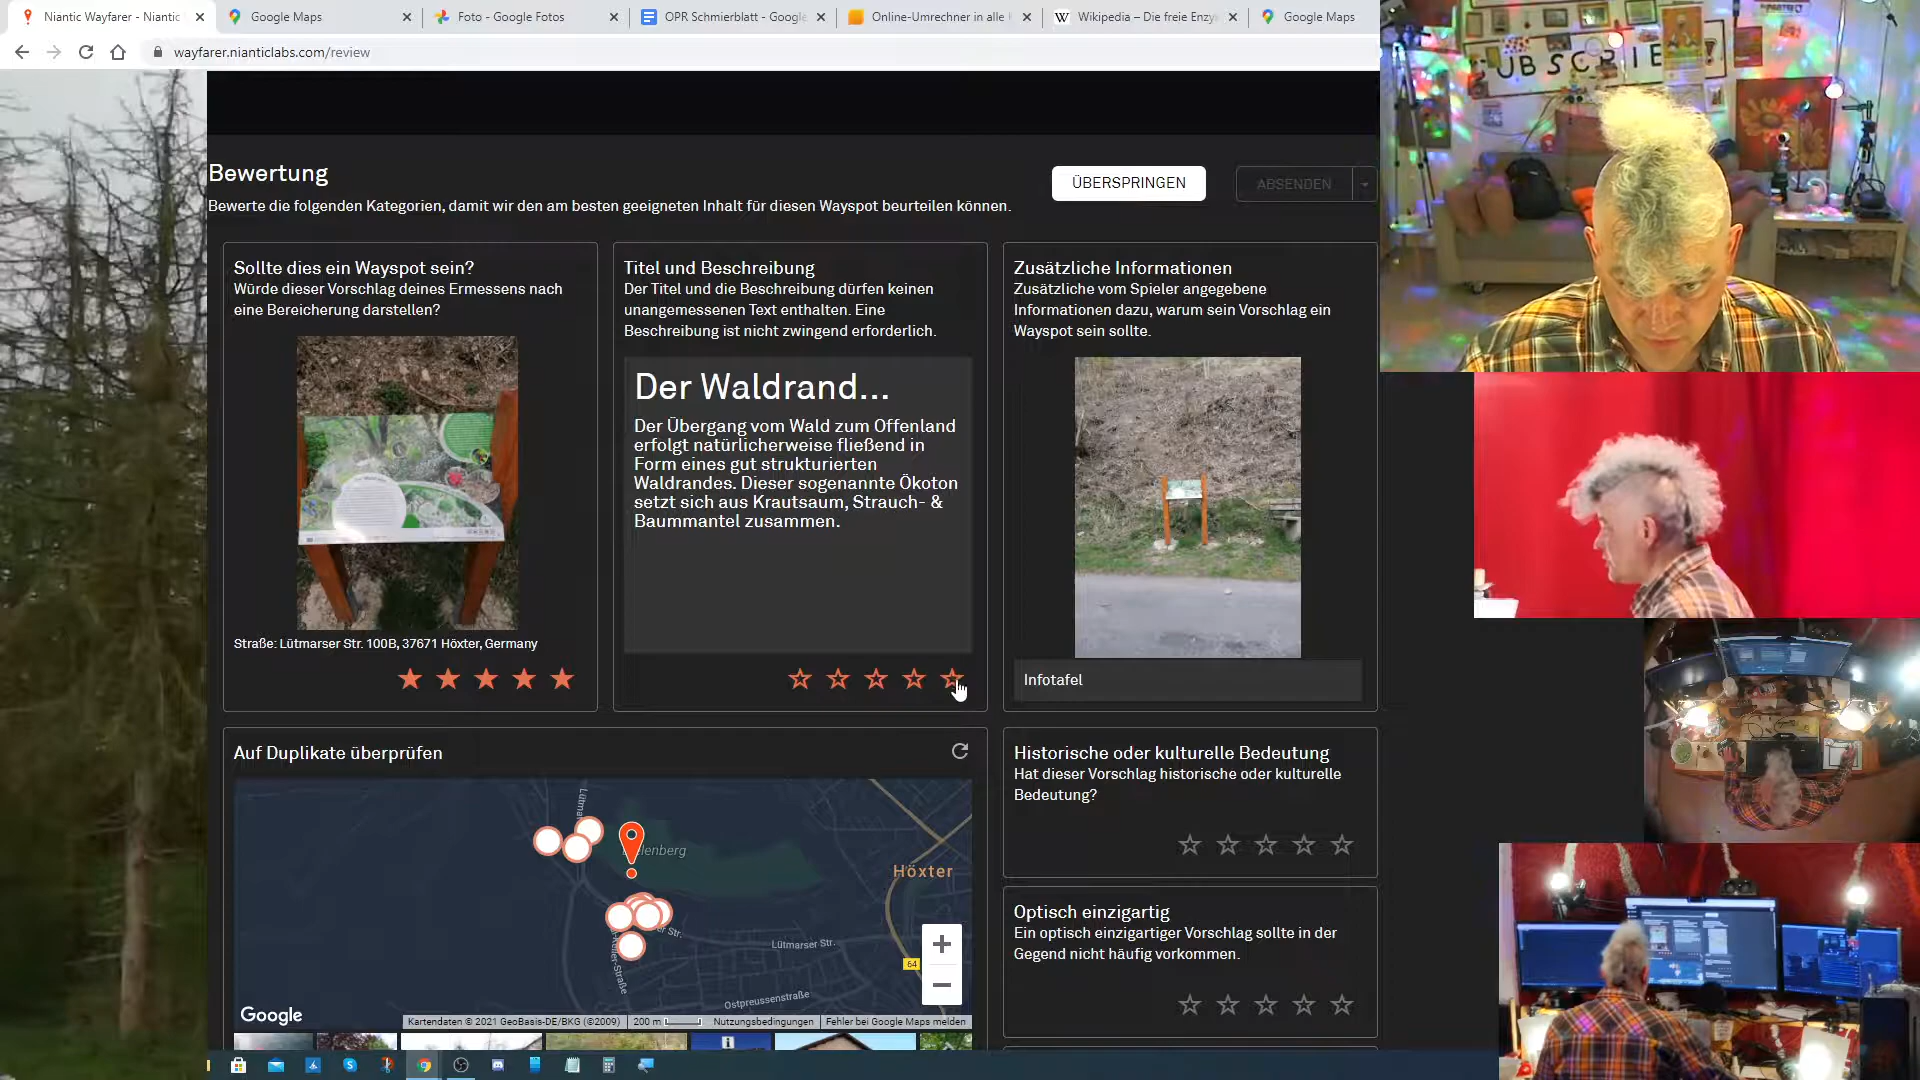 Niantic Wayfarer - Niantic
Google Maps
Foto - Google Fotos
OPR Schmierblatt - Google
Online-Umrechner in alle
Wikipedia – Die freie Enzy
Google Maps
wayfarer.nianticlabs.com/review
SUBSCRIBE
Bewertung
Bewerte die folgenden Kategorien, damit wir den am besten geeigneten Inhalt für diesen Wayspot beurteilen können.
ÜBERSPRINGEN
ABSENDEN
Sollte dies ein Wayspot sein?
Würde dieser Vorschlag deines Ermessens nach
eine Bereicherung darstellen?
Straße: Lütmarser Str. 100B, 37671 Höxter, Germany
Titel und Beschreibung
Der Titel und die Beschreibung dürfen keinen
unangemessenen Text enthalten. Eine
Beschreibung ist nicht zwingend erforderlich.
Der Waldrand...
Der Übergang vom Wald zum Offenland
erfolgt natürlicherweise fließend in
Form eines gut strukturierten
Waldrandes. Dieser sogenannte Ökoton
setzt sich aus Krautsaum, Strauch- &
Baummantel zusammen.
Zusätzliche Informationen
Zusätzliche vom Spieler angegebene
Informationen dazu, warum sein Vorschlag ein
Wayspot sein sollte.
Infotafel
Auf Duplikate überprüfen
Höxter
Lütmarser Str.
64
Ostpreussenstraße
Google
Kartendaten © 2021 GeoBasis-DE/BKG (©2009)
200 m
Nutzungsbedingungen
Fehler bei Google Maps melden
Historische oder kulturelle Bedeutung
Hat dieser Vorschlag historische oder kulturelle
Bedeutung?
Optisch einzigartig
Ein optisch einzigartiger Vorschlag sollte in der
Gegend nicht häufig vorkommen.